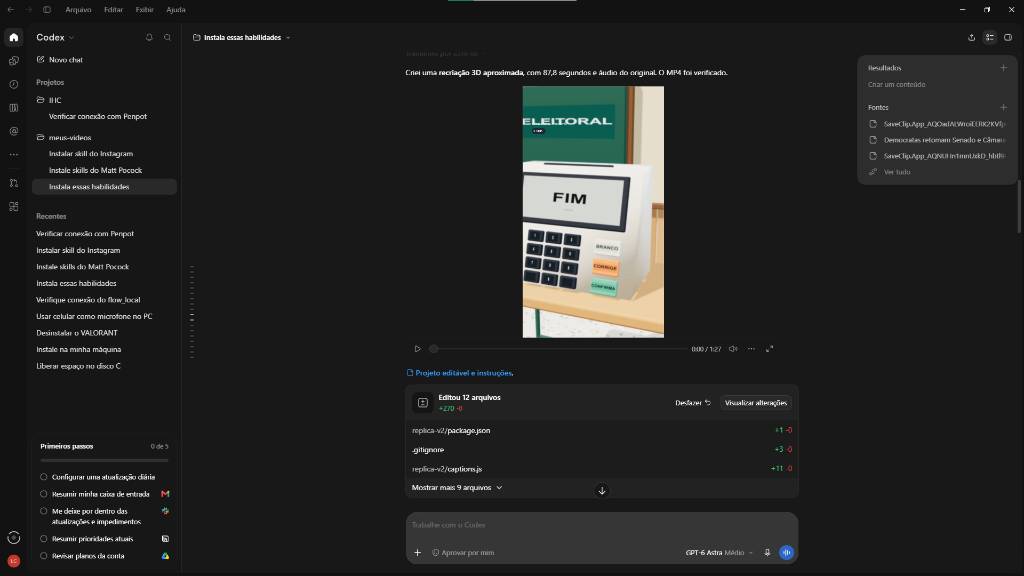 Arquivo Editar Exibir Ajuda
Codex
Instala essas habilidades
Novo chat
Projetos
IHC
Verificar conexão com Penpot
meus-videos
Instalar skill do Instagram
Instale skills do Matt Pocock
Instala essas habilidades
Recentes
Verificar conexão com Penpot
Instalar skill do Instagram
Instale skills do Matt Pocock
Instala essas habilidades
Verifique conexão do flow_local
Usar celular como microfone no PC
Desinstalar o VALORANT
Instale na minha máquina
Liberar espaço no disco C
Primeiros passos 0 de 5
Configurar uma atualização diária
Resumir minha caixa de entrada
Me deixe por dentro das
atualizações e impedimentos
Resumir prioridades atuais
Revisar planos da conta
LC
Criei uma recriação 3D aproximada, com 87,8 segundos e áudio do original. O MP4 foi verificado.
ELEITORAL
FIM
BRANCO
CORRIGE
CONFIRMA
0:00 / 1:27
Projeto editável e instruções.
Editou 12 arquivos
+270 -0
Desfazer
Visualizar alterações
replica-v2/package.json +1 -0
.gitignore +3 -0
replica-v2/captions.js +11 -0
Mostrar mais 9 arquivos
Trabalhe com o Codex
Aprovar por mim
GPT-6 Astra Médio
Resultados
Criar um conteúdo
Fontes
Democratas retomam Senado e Câmara
Ver tudo